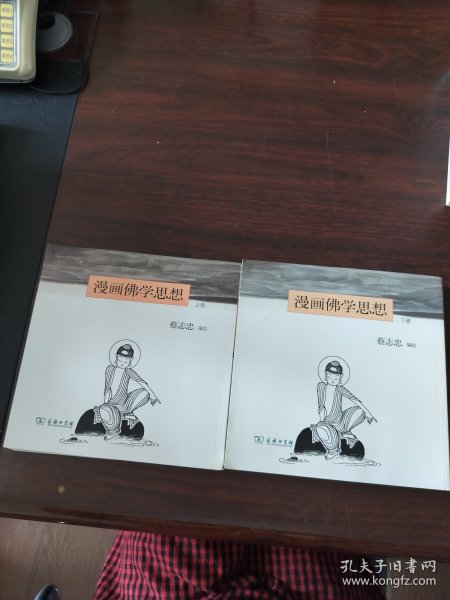 漫画佛学思想
上册
蔡志忠 编绘
商务印书馆
漫画佛学思想
下册
蔡志忠 编绘
商务印书馆
孔夫子旧书网
www.kongfz.com